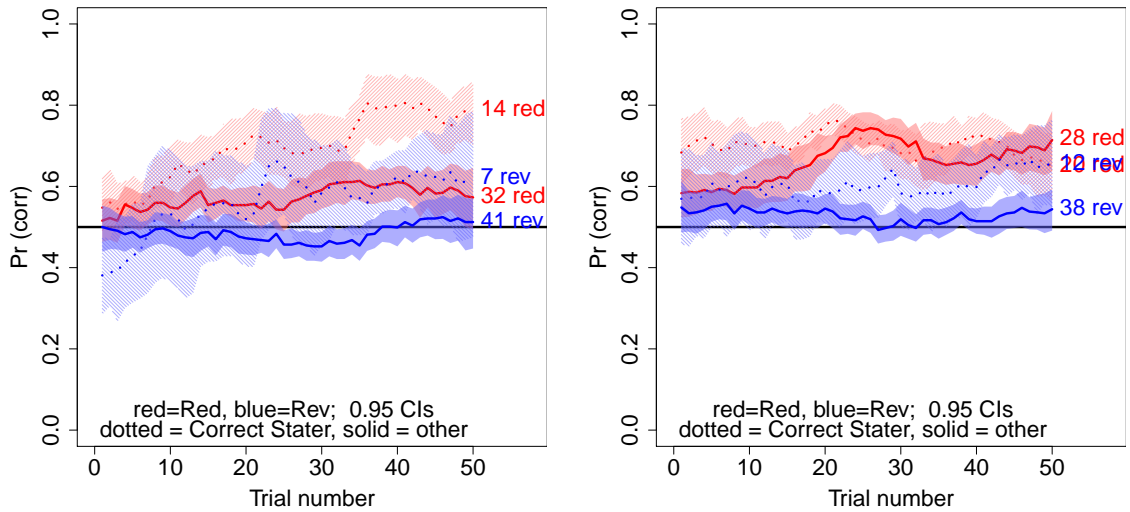 Pr (corr)
1.0
0.8
0.6
0.4
0.2
0.0
14 red
7 rev
32 red
41 rev
red=Red, blue=Rev; 0.95 CIs
dotted = Correct Stater, solid = other
0 10 20 30 40 50
Trial number
Pr (corr)
1.0
0.8
0.6
0.4
0.2
0.0
28 red
rev
38 rev
red=Red, blue=Rev; 0.95 CIs
dotted = Correct Stater, solid = other
0 10 20 30 40 50
Trial number